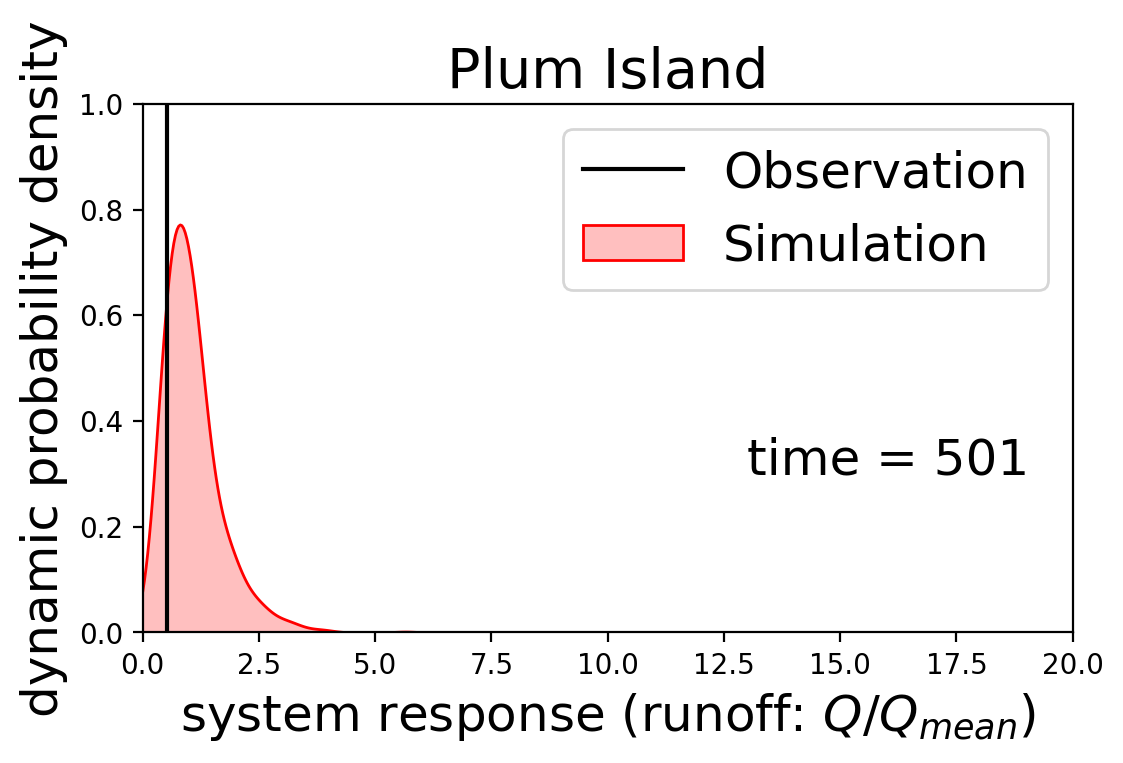 Plum Island
dynamic probability density
1.0
0.8
0.6
0.4
0.2
0.0
Observation
Simulation
time = 501
0.0 2.5 5.0 7.5 10.0 12.5 15.0 17.5 20.0
system response (runoff: Q/Q_mean)